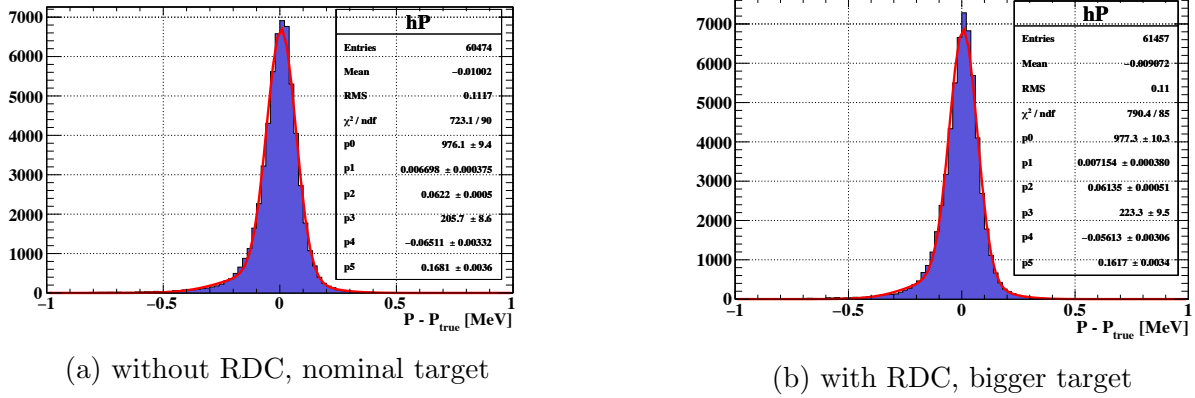 hP
Entries 60474
Mean −0.01002
RMS 0.1117
χ² / ndf 723.1 / 90
p0 976.1 ± 9.4
p1 0.006698 ± 0.000375
p2 0.0622 ± 0.0005
p3 205.7 ± 8.6
p4 −0.06511 ± 0.00332
p5 0.1681 ± 0.0036
7000
6000
5000
4000
3000
2000
1000
0
−1 −0.5 0 0.5 1
P - Ptrue [MeV]
(a) without RDC, nominal target
hP
Entries 61457
Mean −0.009072
RMS 0.11
χ² / ndf 790.4 / 85
p0 977.3 ± 10.3
p1 0.007154 ± 0.000380
p2 0.06135 ± 0.00051
p3 223.3 ± 9.5
p4 −0.05613 ± 0.00306
p5 0.1617 ± 0.0034
7000
6000
5000
4000
3000
2000
1000
0
−1 −0.5 0 0.5 1
P - Ptrue [MeV]
(b) with RDC, bigger target